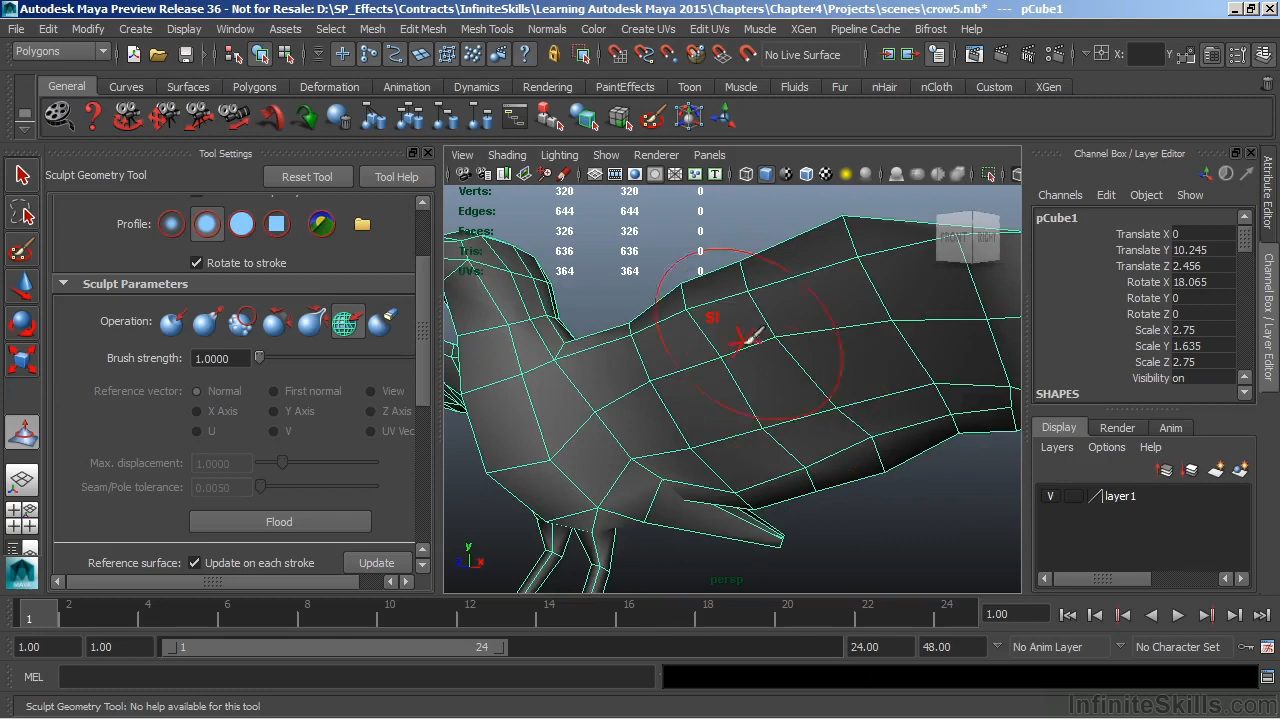 Autodesk Maya Preview Release 36 - Not for Resale: D:\SP_Effects\Contracts\InfiniteSkills\Learning Autodesk Maya 2015\Chapters\Chapter4\Projects\scenes\crow5.mb* --- pCube1
File Edit Modify Create Display Window Assets Select Mesh Edit Mesh Mesh Tools Normals Color Create UVs Edit UVs Muscle XGen Pipeline Cache Bifrost Help
Polygons No Live Surface X: Y:
General Curves Surfaces Polygons Deformation Animation Dynamics Rendering PaintEffects Toon Muscle Fluids Fur nHair nCloth Custom XGen
Tool Settings
Sculpt Geometry Tool Reset Tool Tool Help
Profile:
Rotate to stroke
Sculpt Parameters
Operation:
Brush strength: 1.0000
Reference vector: Normal First normal View
X Axis Y Axis Z Axis
U V UV Vec
Max. displacement: 1.0000
Seam/Pole tolerance: 0.0050
Flood
Reference surface: Update on each stroke Update
View Shading Lighting Show Renderer Panels
Verts: 320 320 0
Edges: 644 644 0
Faces: 326 326 0
Tris: 636 636 0
UVs: 364 364 0
FRONT RIGHT
Sl
y
z x
persp
Channel Box / Layer Editor
Channels Edit Object Show
pCube1
Translate X 0
Translate Y 10.245
Translate Z 2.456
Rotate X 18.065
Rotate Y 0
Rotate Z 0
Scale X 2.75
Scale Y 1.635
Scale Z 2.75
Visibility on
SHAPES
Display Render Anim
Layers Options Help
V layer1
Attribute Editor
Channel Box / Layer Editor
1 2 4 6 8 10 12 14 16 18 20 22 24 1.00
1.00 1.00 1 24 24.00 48.00 No Anim Layer No Character Set
MEL
Sculpt Geometry Tool: No help available for this tool
InfiniteSkills.com